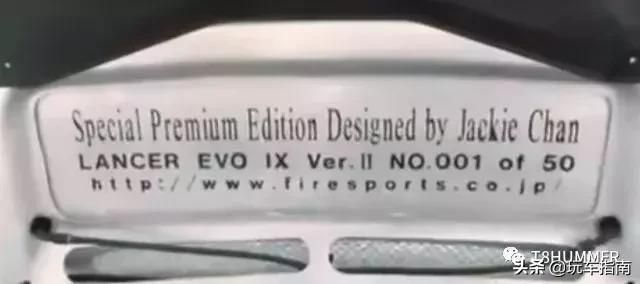 Special Premium Edition Designed by Jackie Chan
LANCER EVO IX Ver.II NO.001 of 50
http://www.firesports.co.jp/
T8HUMMER
头条@玩车指南